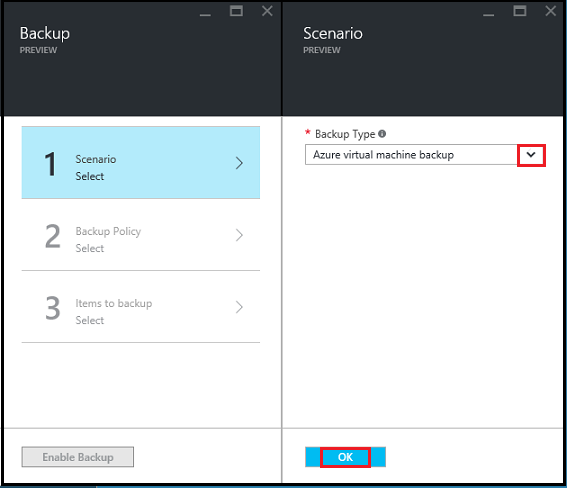 Backup
PREVIEW
1
Scenario
Select
2
Backup Policy
Select
3
Items to backup
Select
Enable Backup
Scenario
PREVIEW
* Backup Type
Azure virtual machine backup
OK